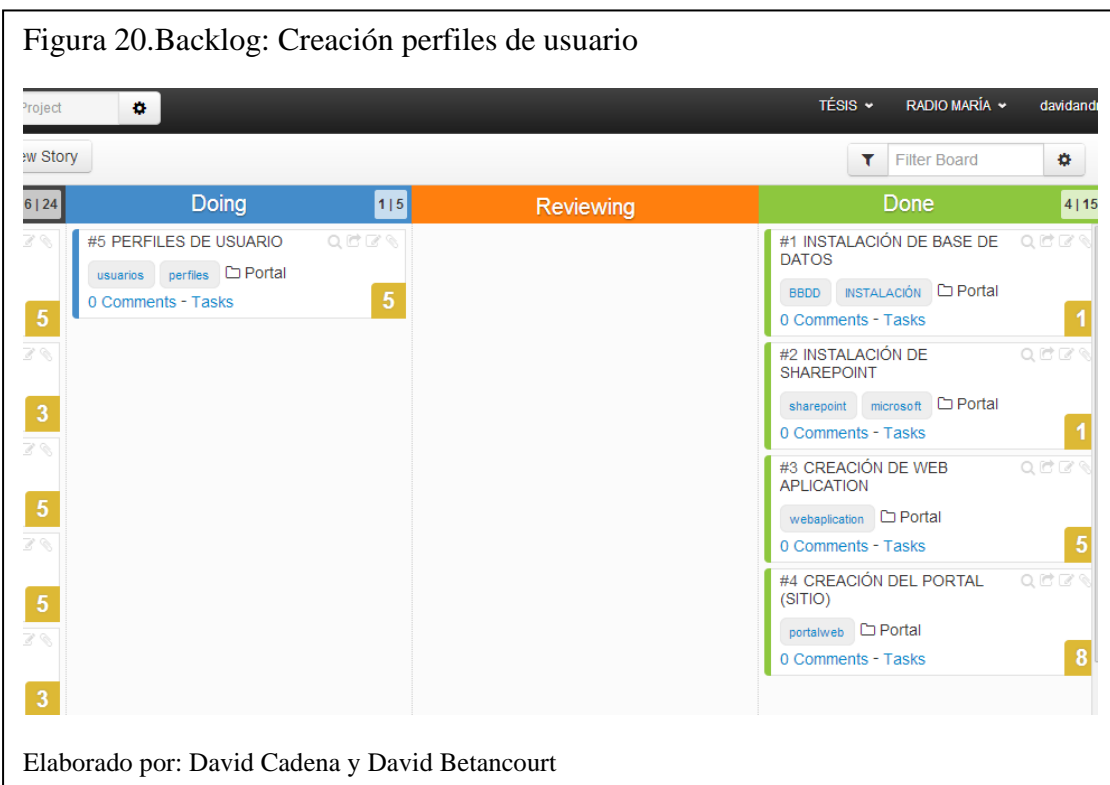 Figura 20.Backlog: Creación perfiles de usuario
Project
TÉSIS
RADIO MARÍA
davidand
ew Story
Filter Board
6 | 24
Doing
1 | 5
Reviewing
Done
4 | 15
5
3
5
5
3
#5 PERFILES DE USUARIO
usuarios perfiles Portal
0 Comments - Tasks
5
#1 INSTALACIÓN DE BASE DE
DATOS
BBDD INSTALACIÓN Portal
0 Comments - Tasks
1
#2 INSTALACIÓN DE
SHAREPOINT
sharepoint microsoft Portal
0 Comments - Tasks
1
#3 CREACIÓN DE WEB
APLICATION
webaplication Portal
0 Comments - Tasks
5
#4 CREACIÓN DEL PORTAL
(SITIO)
portalweb Portal
0 Comments - Tasks
8
Elaborado por: David Cadena y David Betancourt